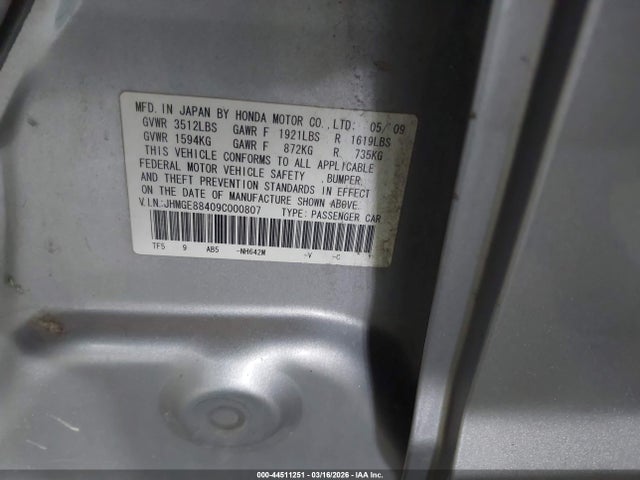 MFD. IN JAPAN BY HONDA MOTOR CO., LTD. 05/'09
GVWR 3512LBS GAWR F 1921LBS R 1619LBS
GVWR 1594KG GAWR F 872KG R 735KG
THIS VEHICLE CONFORMS TO ALL APPLICABLE
FEDERAL MOTOR VEHICLE SAFETY , BUMPER,
AND THEFT PREVENTION STANDARDS IN EFFECT
ON THE DATE OF MANUFACTURE SHOWN ABOVE.
V.I.N.:JHMGE88409C000807 TYPE: PASSENGER CAR
TF5 9 AB5 -NH642M -V -C
000-44511251 - 03/16/2026 - IAA Inc.